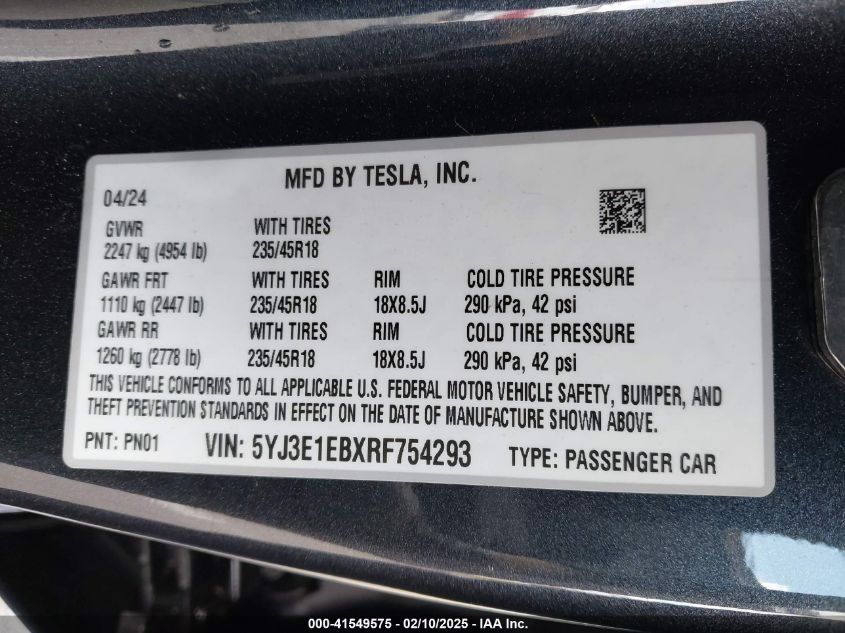 MFD BY TESLA, INC.
04/24
GVWR WITH TIRES
2247 kg (4954 lb) 235/45R18
GAWR FRT WITH TIRES RIM COLD TIRE PRESSURE
1110 kg (2447 lb) 235/45R18 18X8.5J 290 kPa, 42 psi
GAWR RR WITH TIRES RIM COLD TIRE PRESSURE
1260 kg (2778 lb) 235/45R18 18X8.5J 290 kPa, 42 psi
THIS VEHICLE CONFORMS TO ALL APPLICABLE U.S. FEDERAL MOTOR VEHICLE SAFETY, BUMPER, AND
THEFT PREVENTION STANDARDS IN EFFECT ON THE DATE OF MANUFACTURE SHOWN ABOVE.
PNT: PN01 VIN: 5YJ3E1EBXRF754293 TYPE: PASSENGER CAR
000-41549575 - 02/10/2025 - IAA Inc.